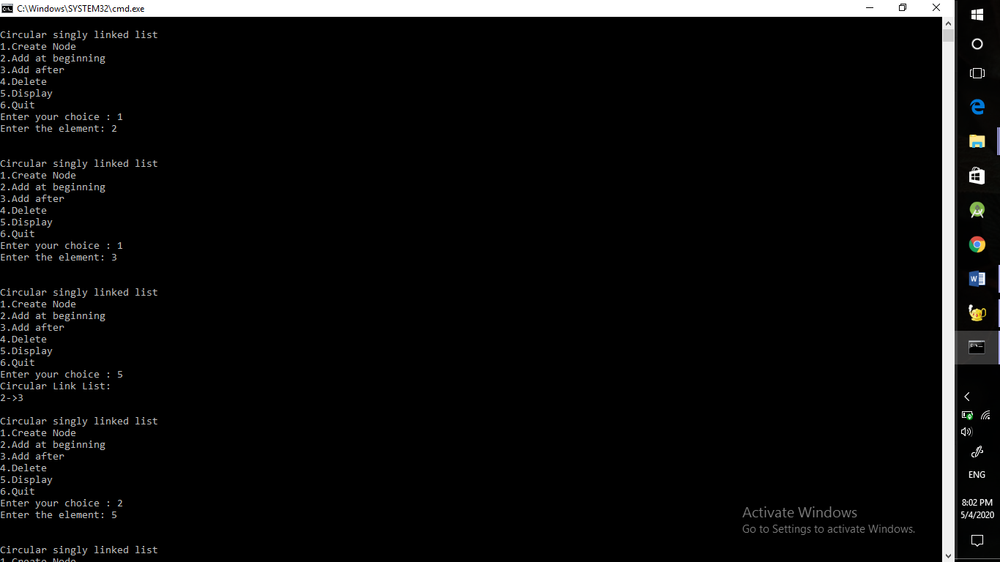 C:\Windows\SYSTEM32\cmd.exe
Circular singly linked list
1.Create Node
2.Add at beginning
3.Add after
4.Delete
5.Display
6.Quit
Enter your choice : 1
Enter the element: 2
Circular singly linked list
1.Create Node
2.Add at beginning
3.Add after
4.Delete
5.Display
6.Quit
Enter your choice : 1
Enter the element: 3
Circular singly linked list
1.Create Node
2.Add at beginning
3.Add after
4.Delete
5.Display
6.Quit
Enter your choice : 5
Circular Link List:
2->3
Circular singly linked list
1.Create Node
2.Add at beginning
3.Add after
4.Delete
5.Display
6.Quit
Enter your choice : 2
Enter the element: 5
Circular singly linked list
1.Create Node
Activate Windows
Go to Settings to activate Windows.
ENG
8:02 PM
5/4/2020